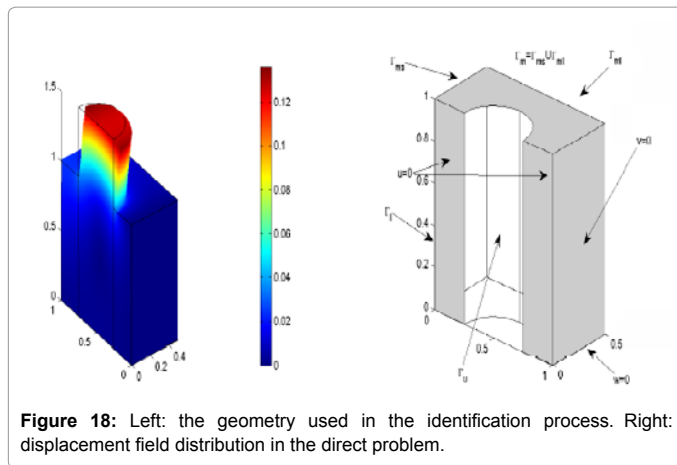 1.5
1
0.5
0
1
0.5
0
0
0.2
0.4
0.12
0.1
0.08
0.06
0.04
0.02
0
Γms
Γm=Γms∪Γml
Γml
1
0.8
0.6
0.4
0.2
0
u=0
v=0
Γl
0
0.5
1
0
0.5
Γu
w=0
Figure 18: Left: the geometry used in the identification process. Right:
displacement field distribution in the direct problem.